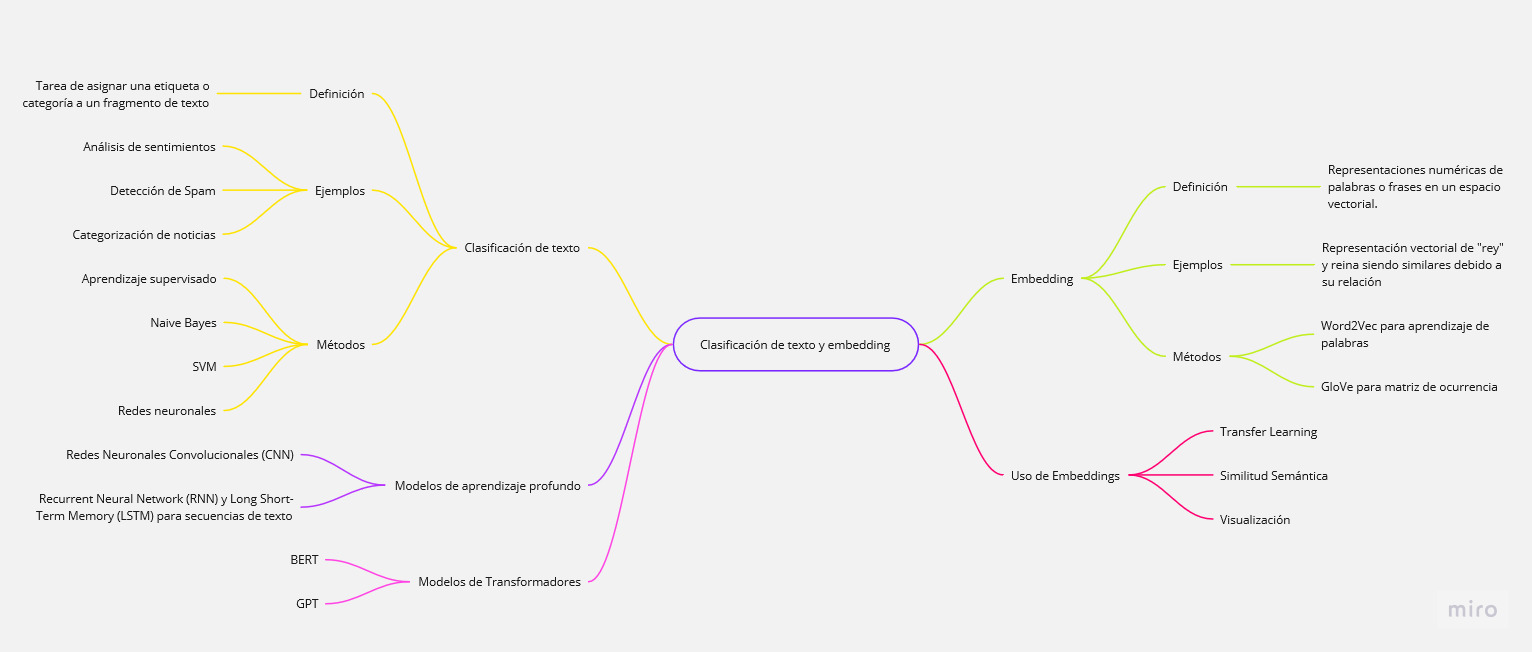 Clasificación de texto y embedding
Clasificación de texto
Definición
Tarea de asignar una etiqueta o
categoría a un fragmento de texto
Ejemplos
Análisis de sentimientos
Detección de Spam
Categorización de noticias
Métodos
Aprendizaje supervisado
Naive Bayes
SVM
Redes neuronales
Modelos de aprendizaje profundo
Redes Neuronales Convolucionales (CNN)
Recurrent Neural Network (RNN) y Long Short-
Term Memory (LSTM) para secuencias de texto
Modelos de Transformadores
BERT
GPT
Embedding
Definición
Representaciones numéricas de
palabras o frases en un espacio
vectorial.
Ejemplos
Representación vectorial de "rey"
y reina siendo similares debido a
su relación
Métodos
Word2Vec para aprendizaje de
palabras
GloVe para matriz de ocurrencia
Uso de Embeddings
Transfer Learning
Similitud Semántica
Visualización
miro